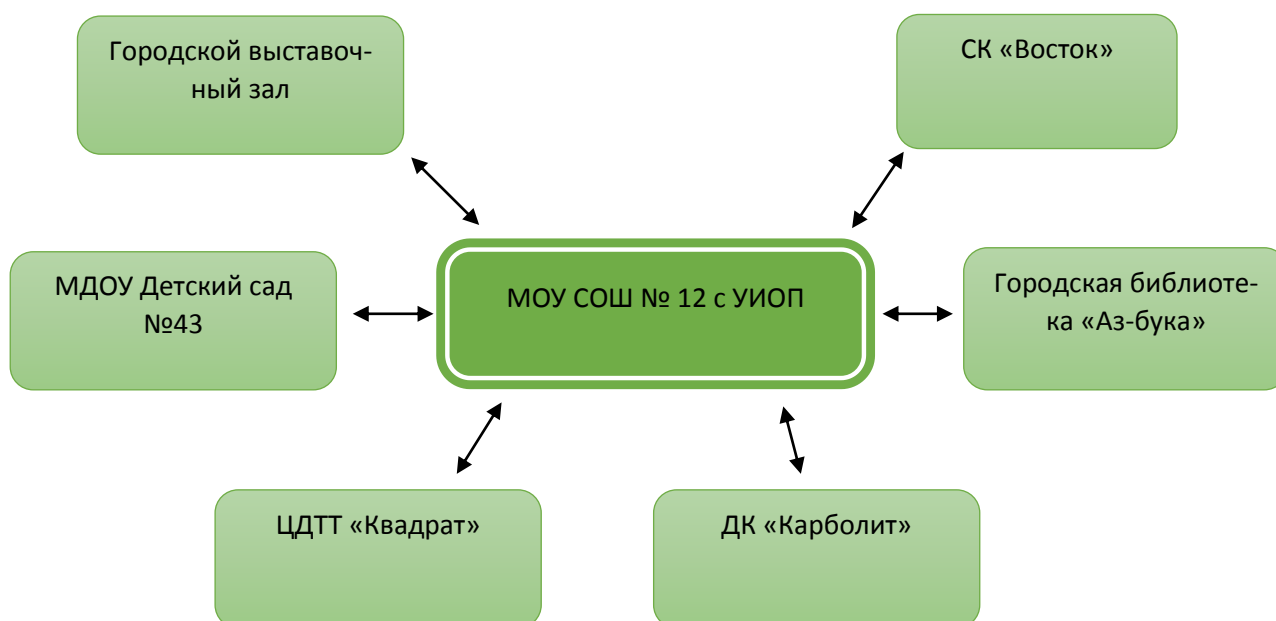 Городской выставоч-
ный зал
СК «Восток»
МДОУ Детский сад
№43
МОУ СОШ № 12 с УИОП
Городская библиоте-
ка «Аз-бука»
ЦДТТ «Квадрат»
ДК «Карболит»